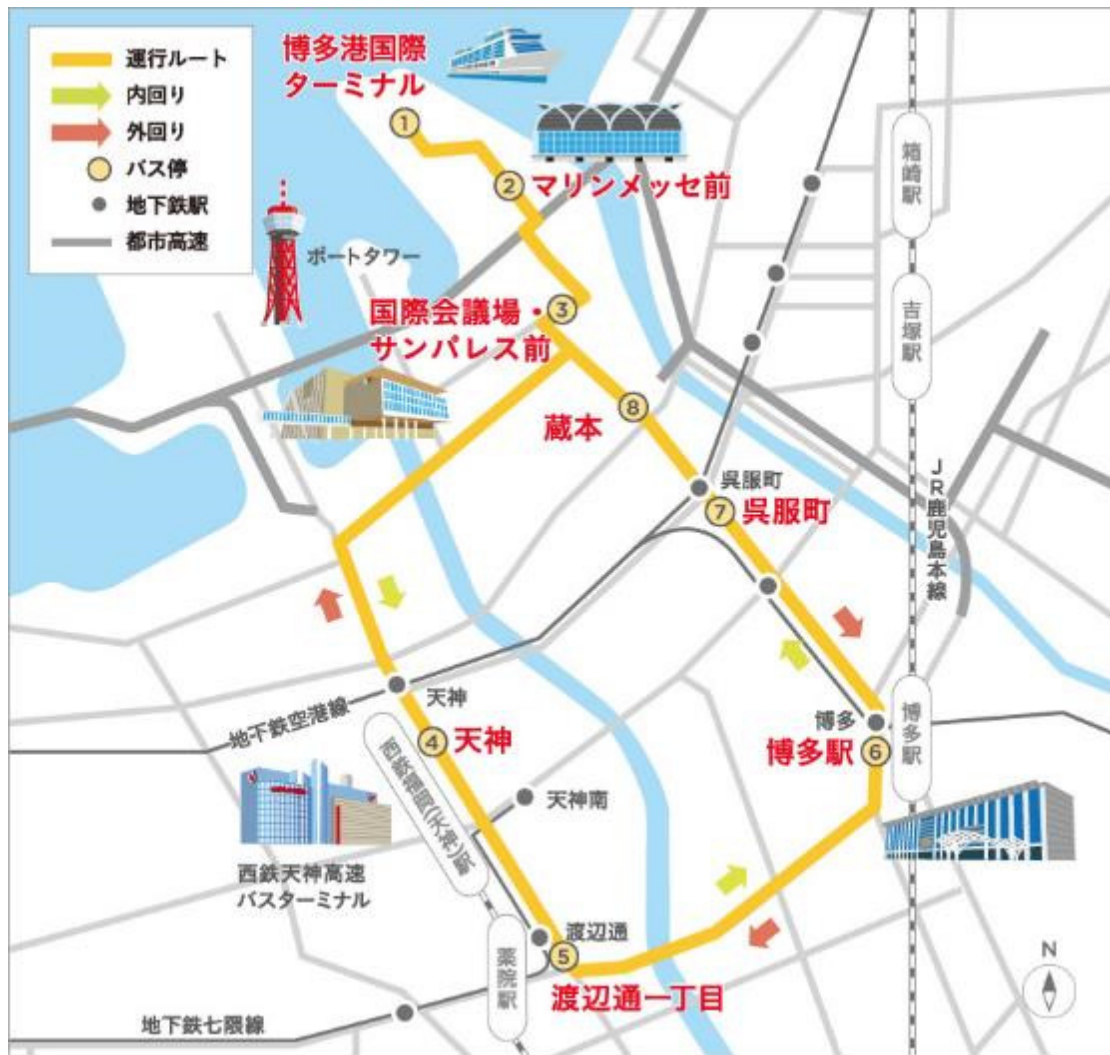 運行ルート
内回り
外回り
バス停
地下鉄駅
都市高速
博多港国際
ターミナル
1
2
マリンメッセ前
ポートタワー
3
国際会議場・
サンパレス前
8
蔵本
呉服町
7
呉服町
箱崎駅
吉塚駅
JR鹿児島本線
博多駅
博多
博多駅
6
天神
地下鉄空港線
4
天神
西鉄福岡(天神)駅
天神南
西鉄天神高速
バスターミナル
渡辺通
5
渡辺通一丁目
薬院駅
地下鉄七隈線
N